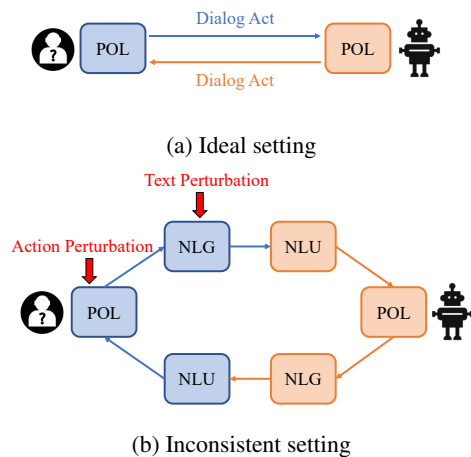 Dialog Act
POL
POL
Dialog Act
(a) Ideal setting
Text Perturbation
Action Perturbation
NLG
NLU
?
POL
POL
NLU
NLG
(b) Inconsistent setting